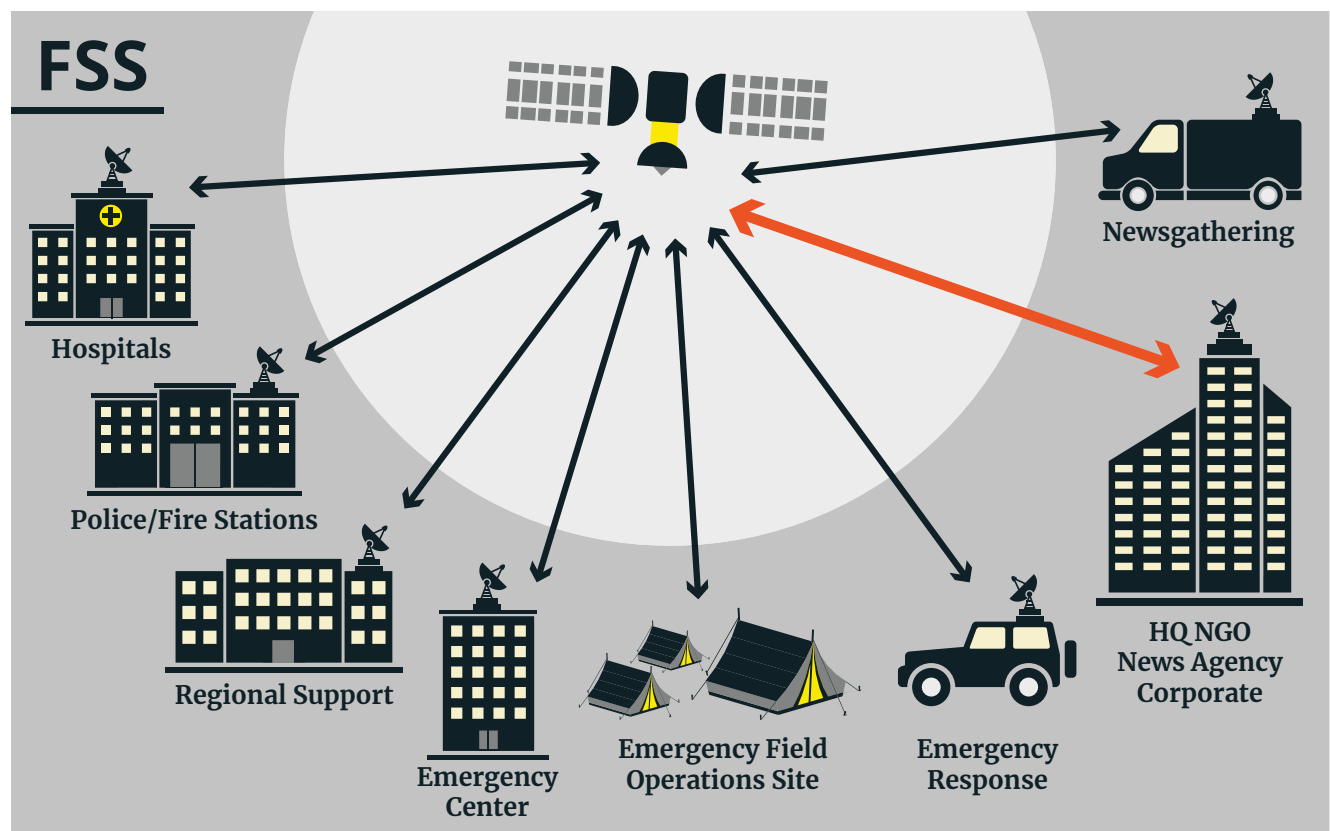 FSS
Newsgathering
Hospitals
Police/Fire Stations
HQ NGO
News Agency
Corporate
Regional Support
Emergency Field
Operations Site
Emergency
Response
Emergency
Center